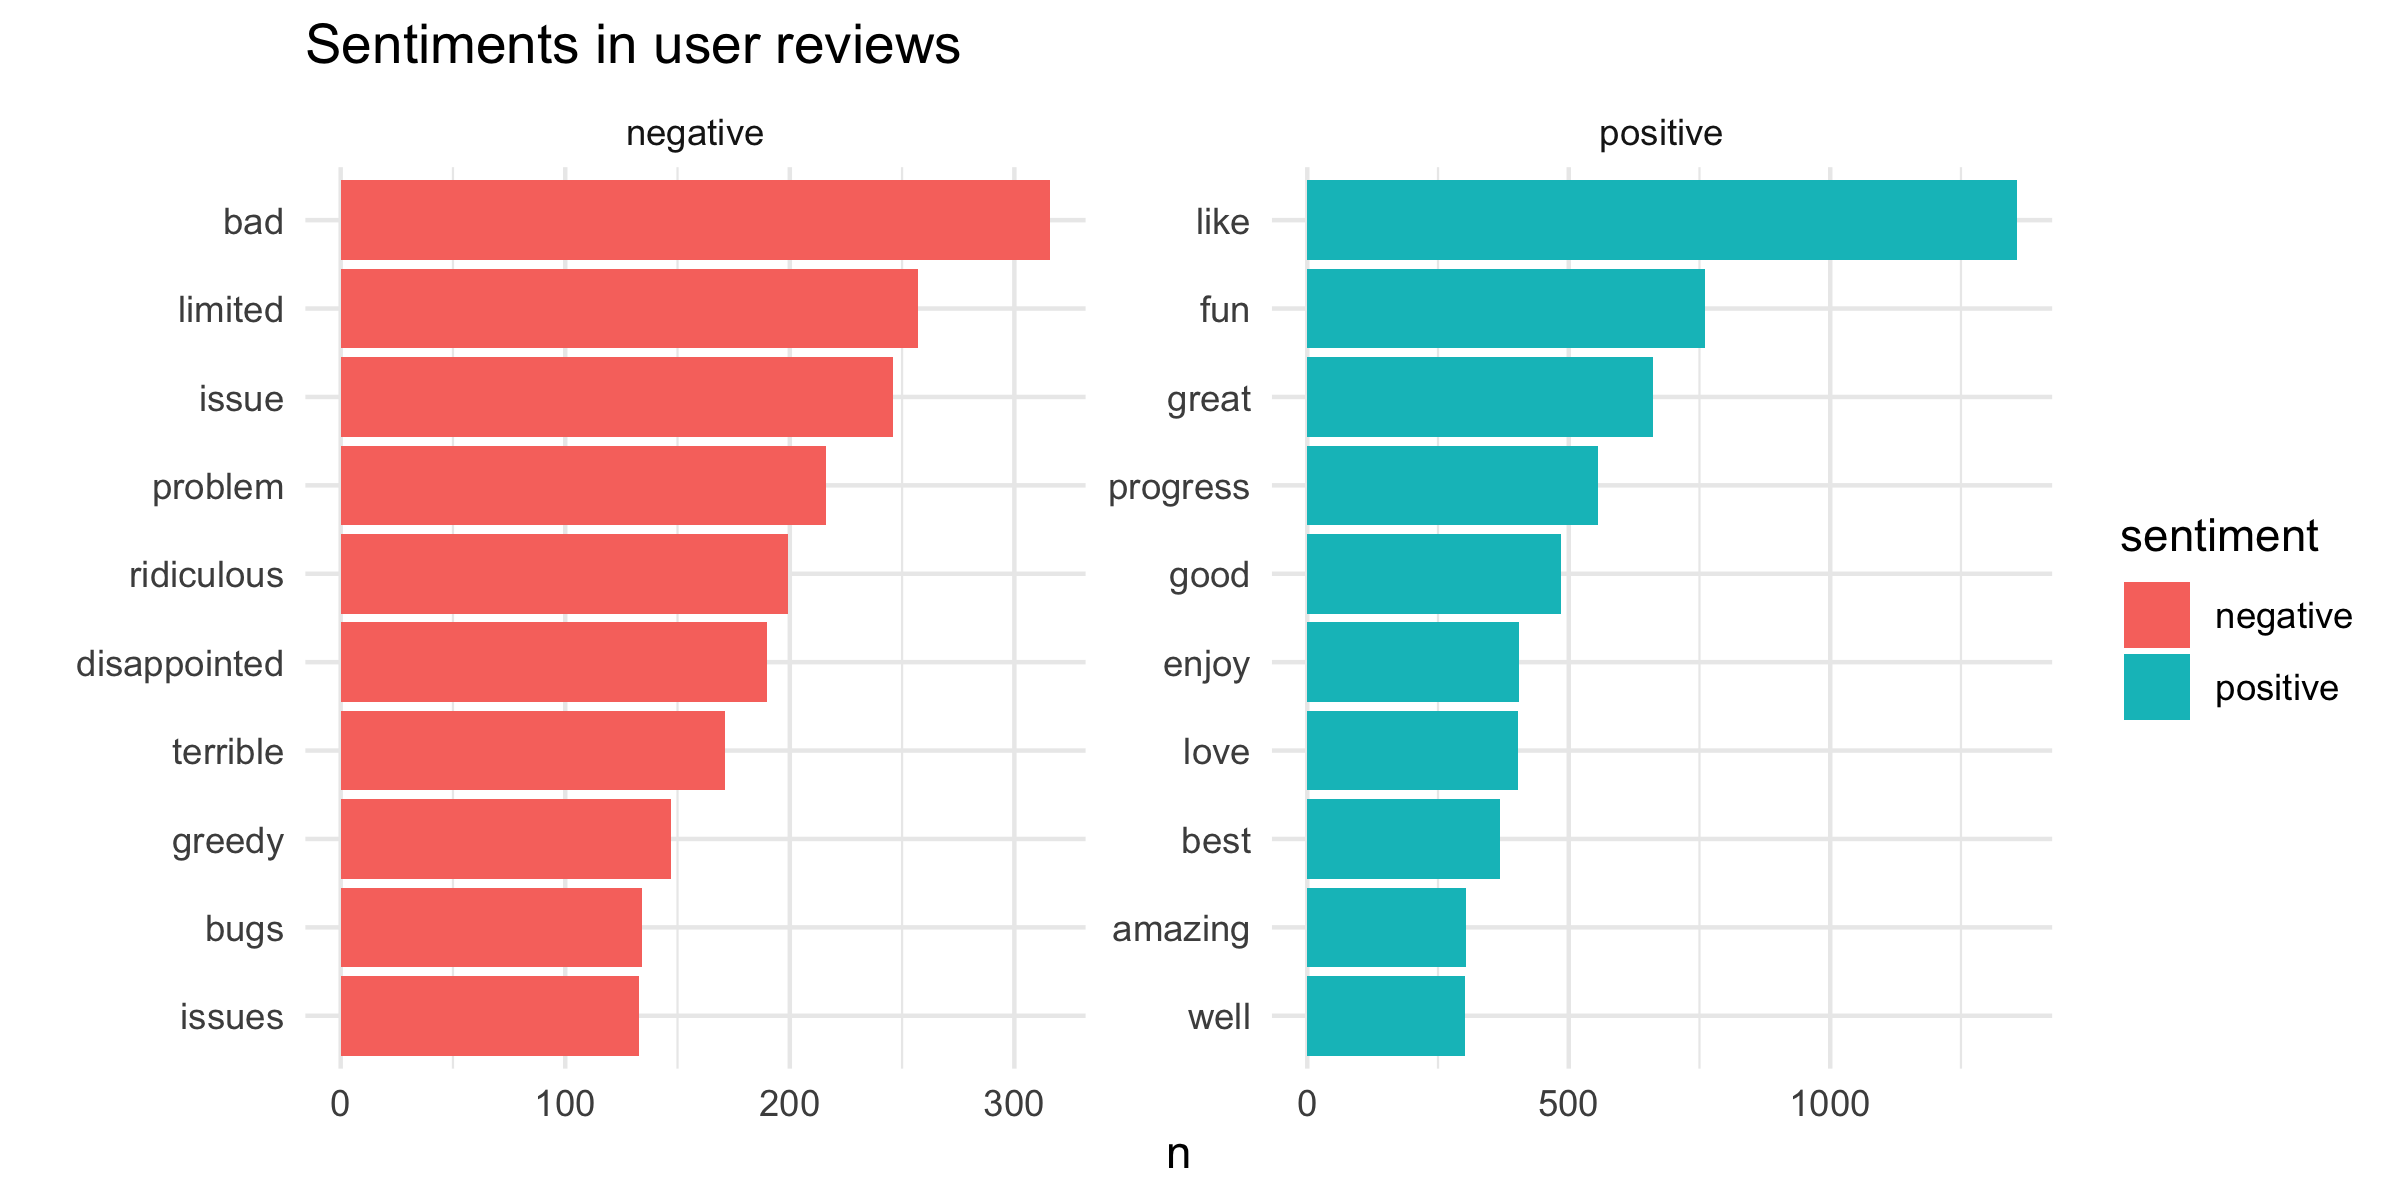 Sentiments in user reviews
negative
bad
limited
issue
problem
ridiculous
disappointed
terrible
greedy
bugs
issues
0 100 200 300
positive
like
fun
great
progress
good
enjoy
love
best
amazing
well
0 500 1000
n
sentiment
negative
positive